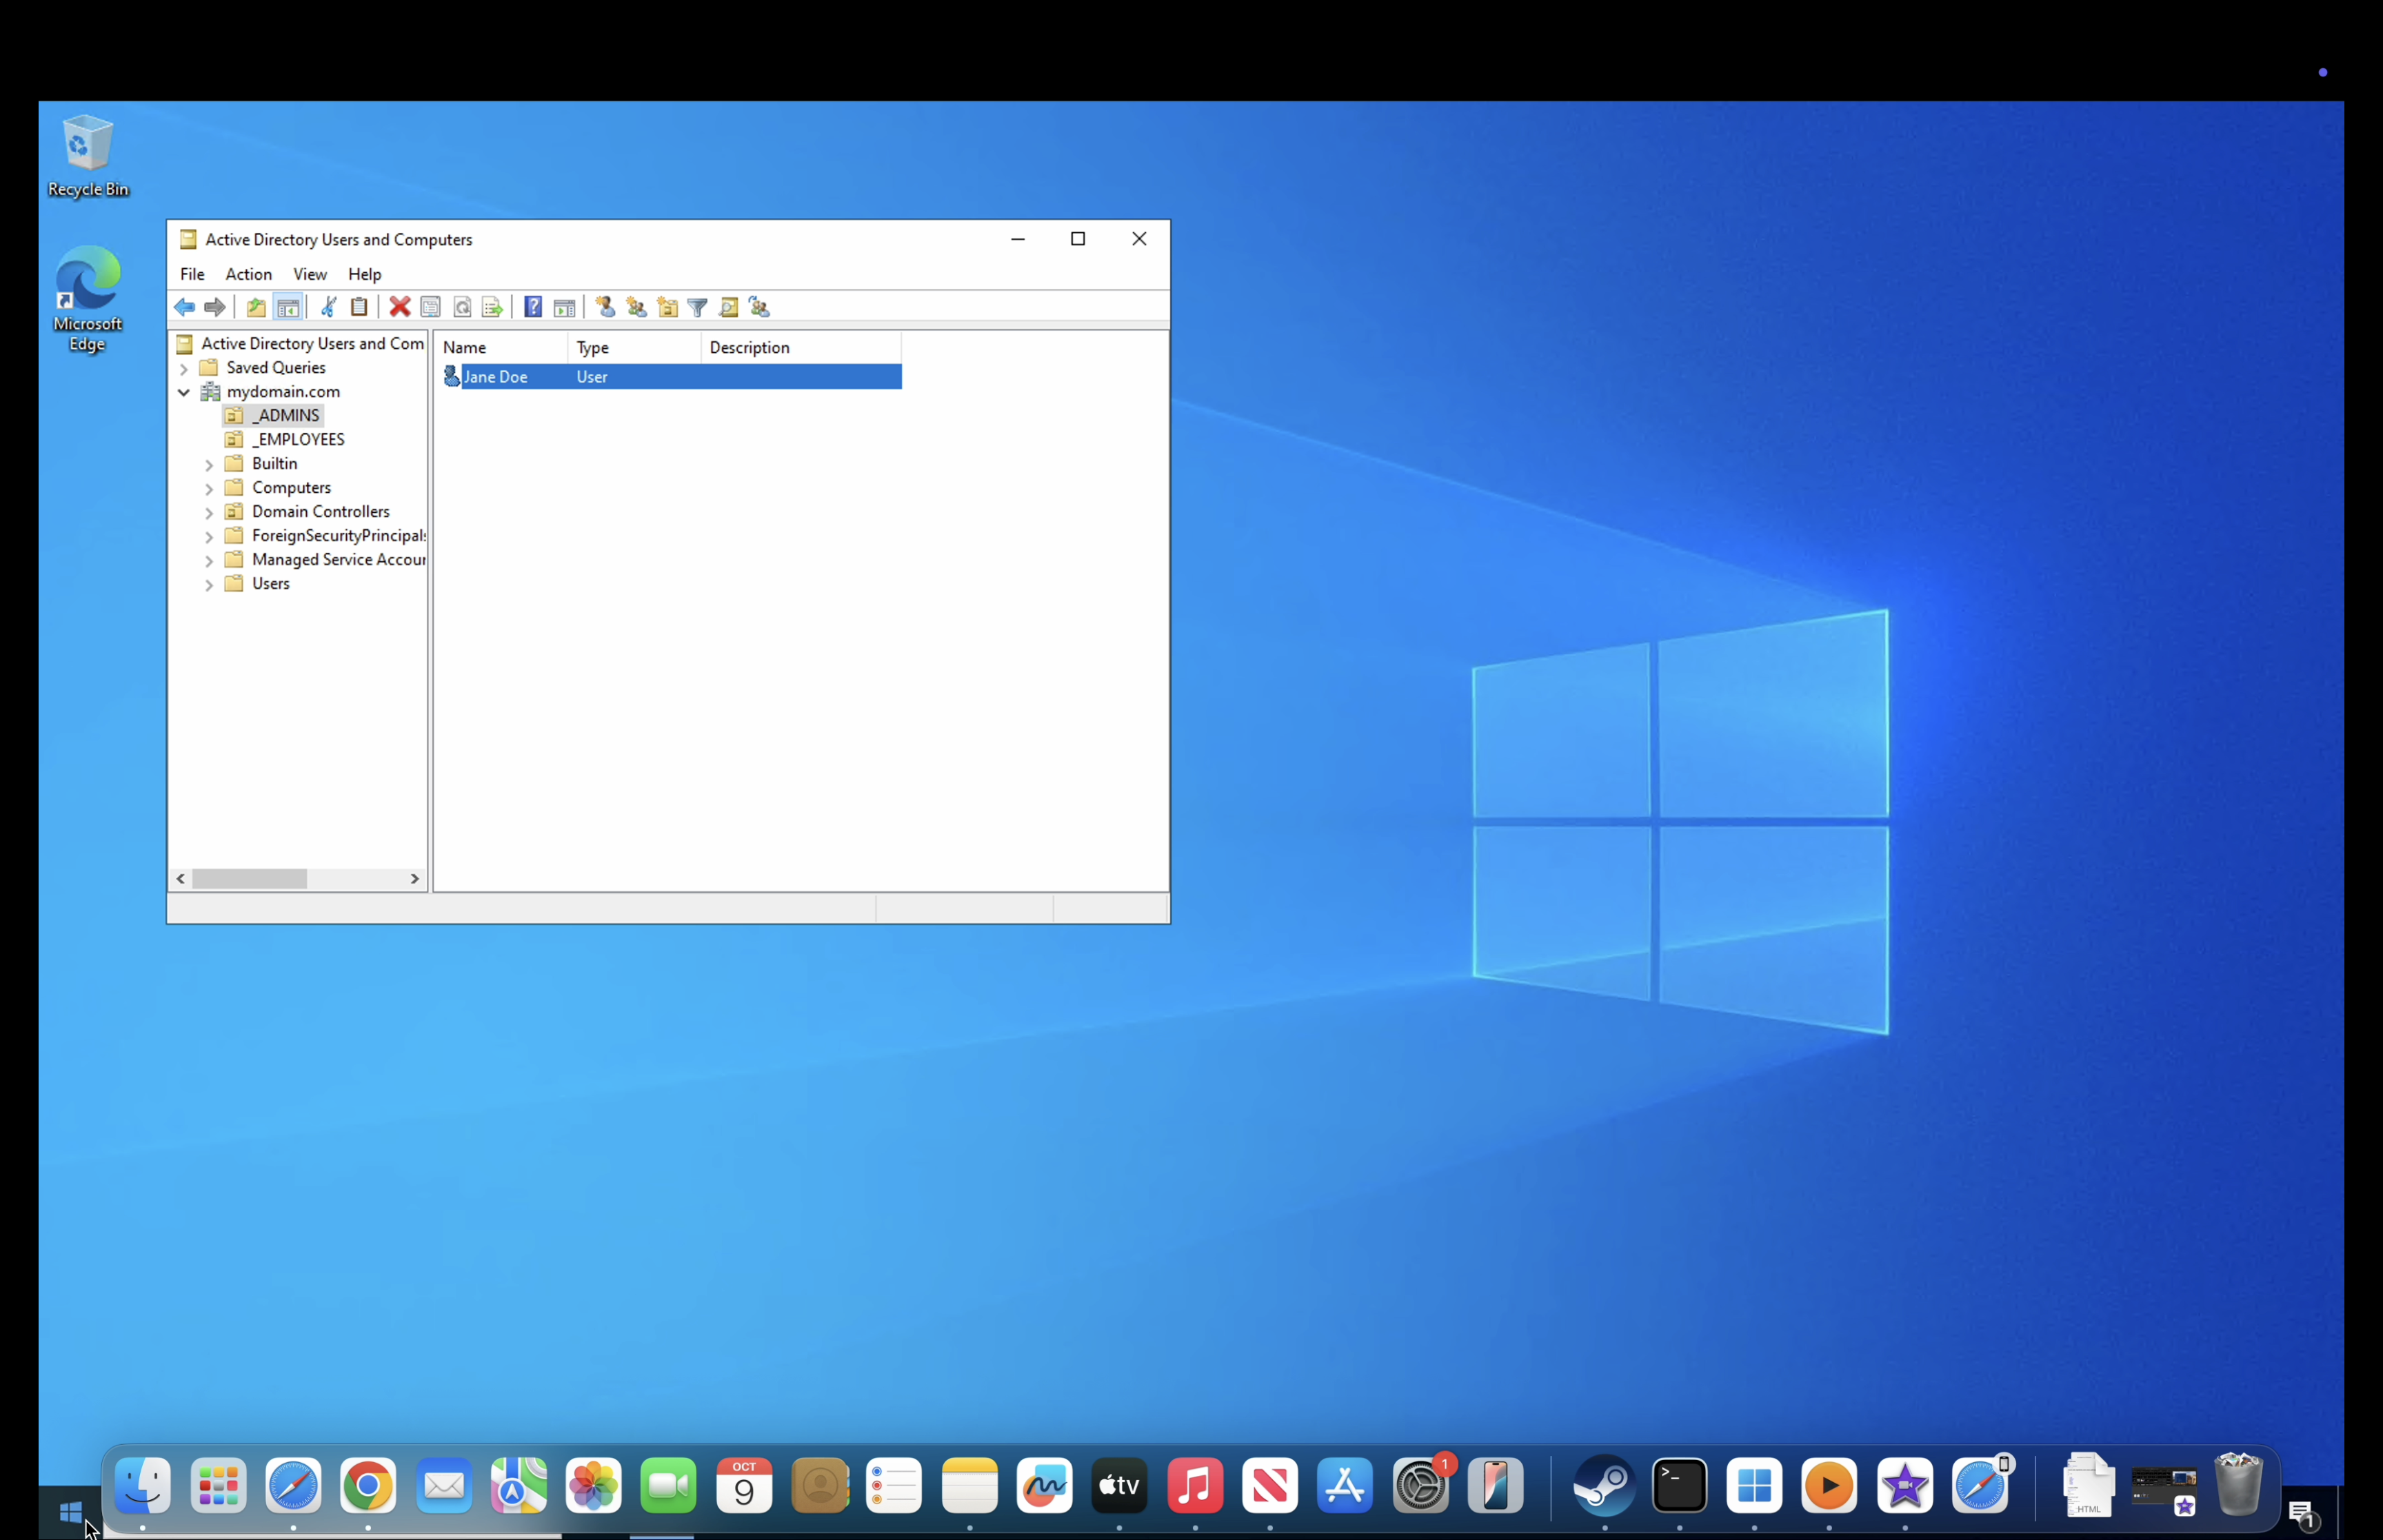 Recycle Bin
Microsoft
Edge
Active Directory Users and Computers
File Action View Help
Active Directory Users and Com
Saved Queries
mydomain.com
_ADMINS
_EMPLOYEES
Builtin
Computers
Domain Controllers
ForeignSecurityPrincipals
Managed Service Accour
Users
Name Type Description
Jane Doe User
OCT
9
tv
1
>_
HTML
1